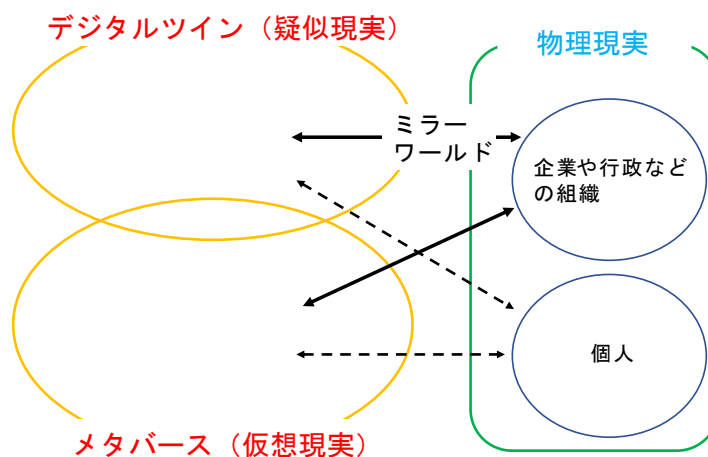 デジタルツイン（疑似現実）
物理現実
ミラー
ワールド
企業や行政など
の組織
個人
メタバース（仮想現実）